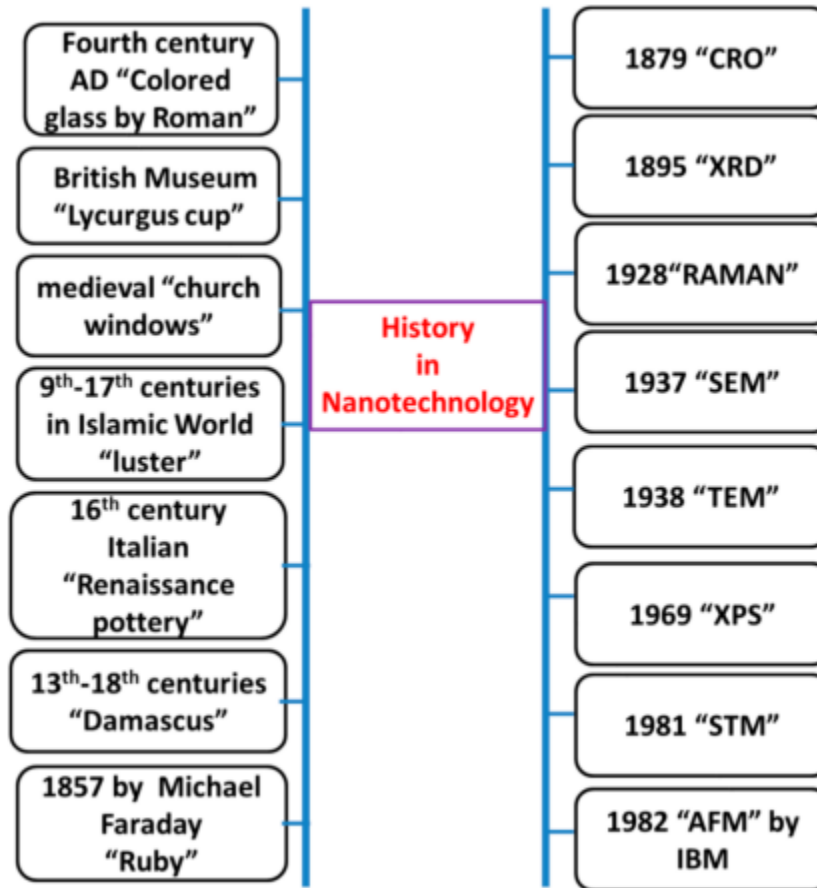 Fourth century
AD “Colored
glass by Roman”
British Museum
“Lycurgus cup”
medieval “church
windows”
9th-17th centuries
in Islamic World
“luster”
16th century
Italian
“Renaissance
pottery”
13th-18th centuries
“Damascus”
1857 by Michael
Faraday
“Ruby”
History
in
Nanotechnology
1879 “CRO”
1895 “XRD”
1928“RAMAN”
1937 “SEM”
1938 “TEM”
1969 “XPS”
1981 “STM”
1982 “AFM” by
IBM